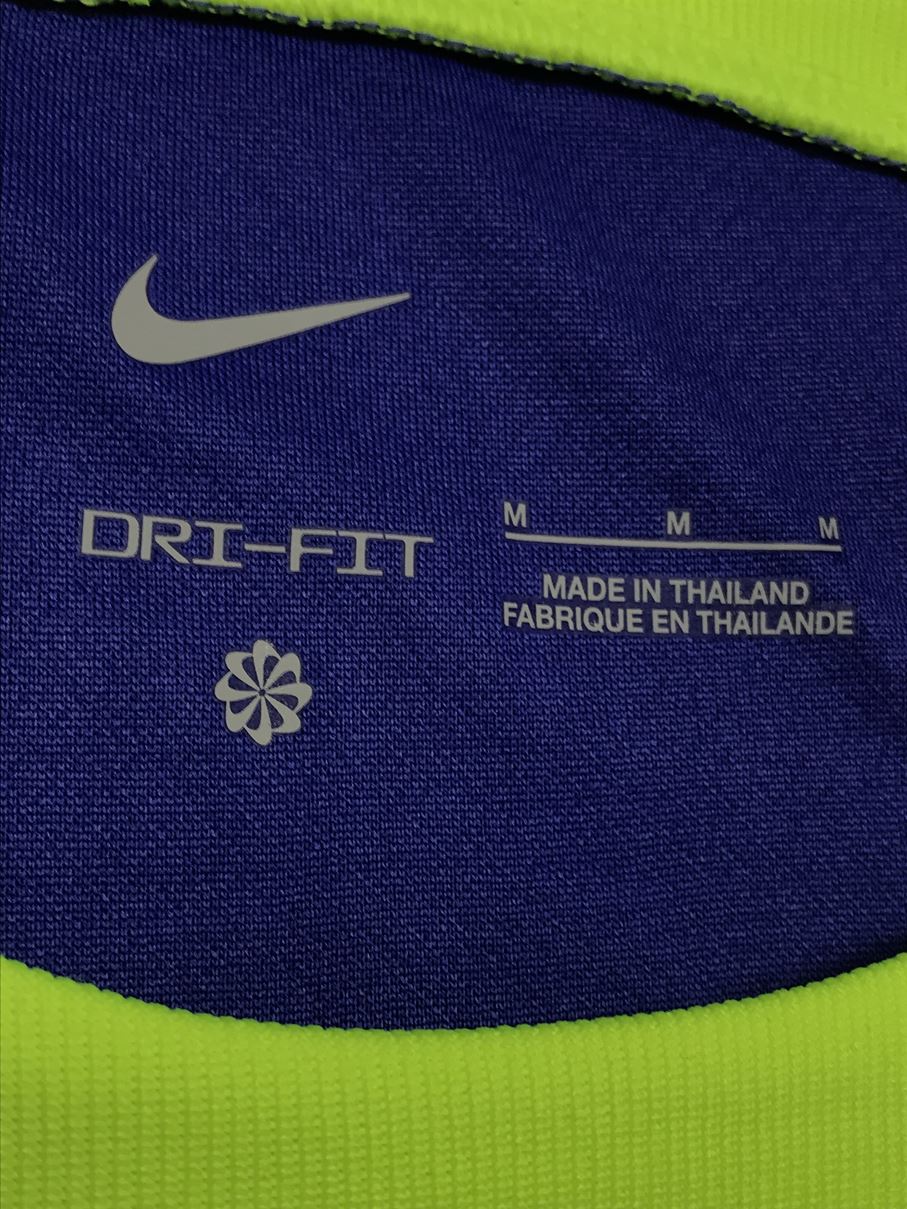 DRI-FIT
M M M
MADE IN THAILAND
FABRIQUE EN THAILANDE